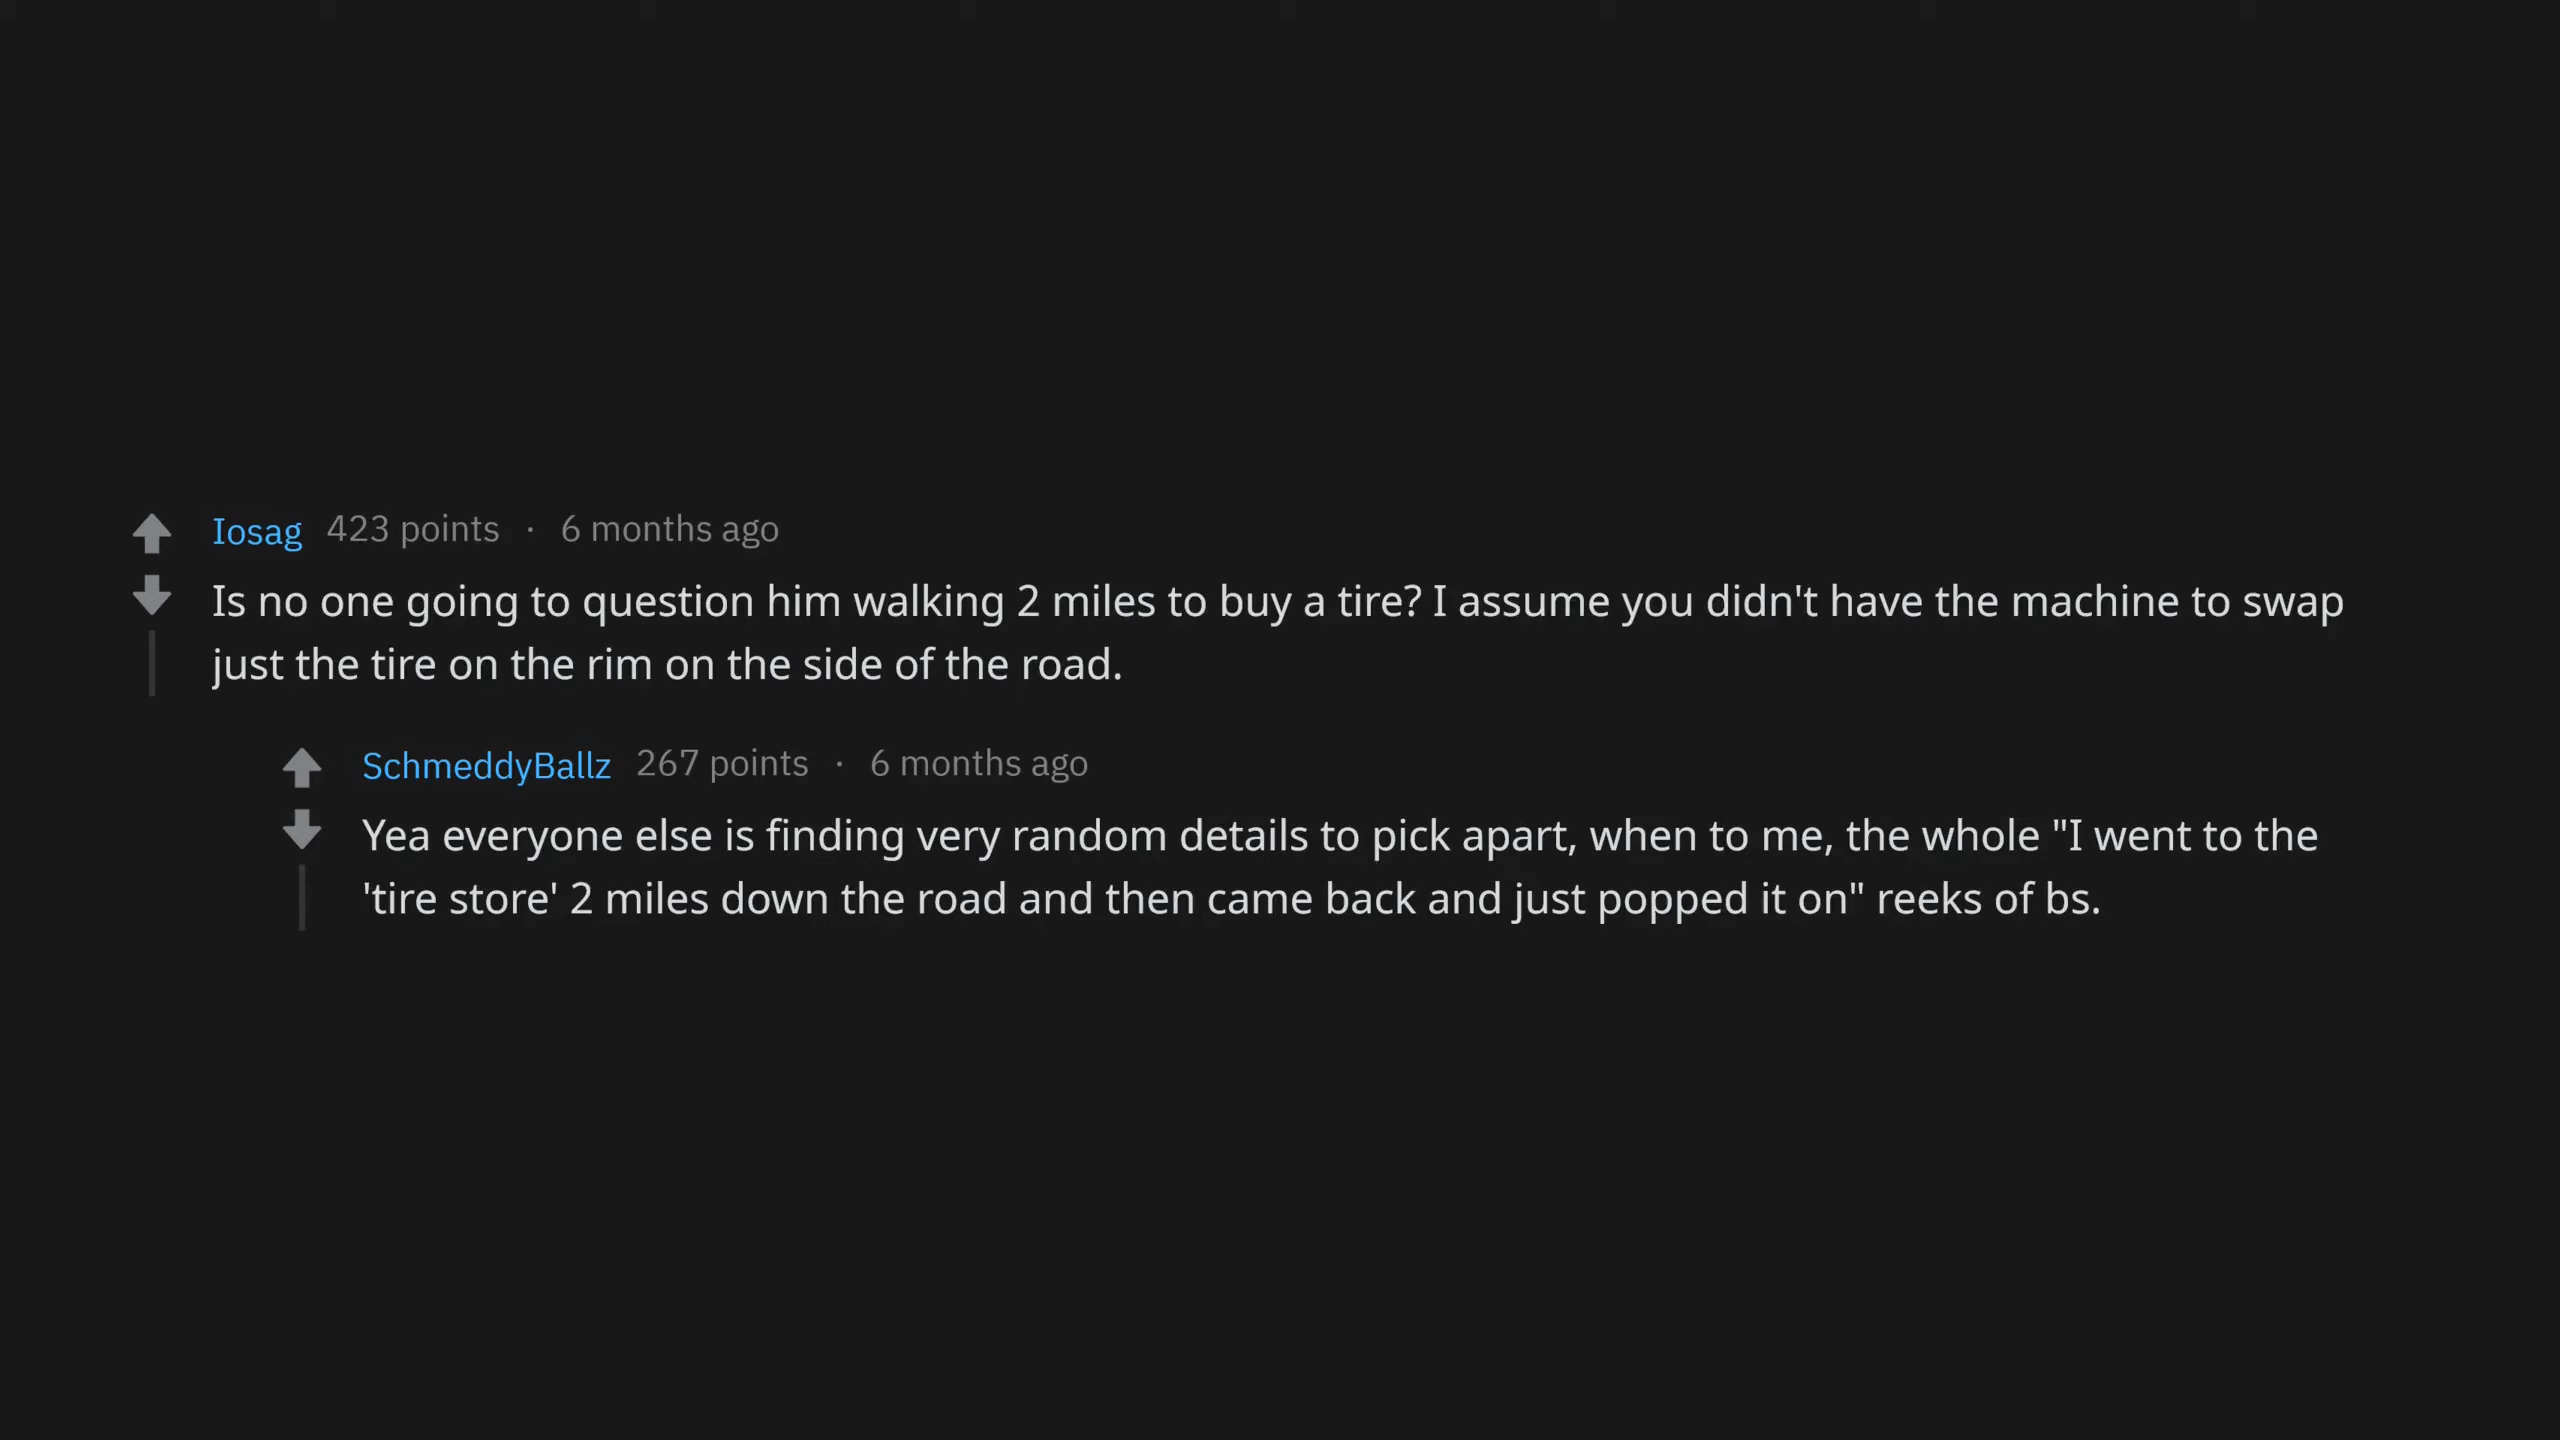 Iosag 423 points · 6 months ago
Is no one going to question him walking 2 miles to buy a tire? I assume you didn't have the machine to swap
just the tire on the rim on the side of the road.
SchmeddyBallz 267 points · 6 months ago
Yea everyone else is finding very random details to pick apart, when to me, the whole "I went to the
'tire store' 2 miles down the road and then came back and just popped it on" reeks of bs.